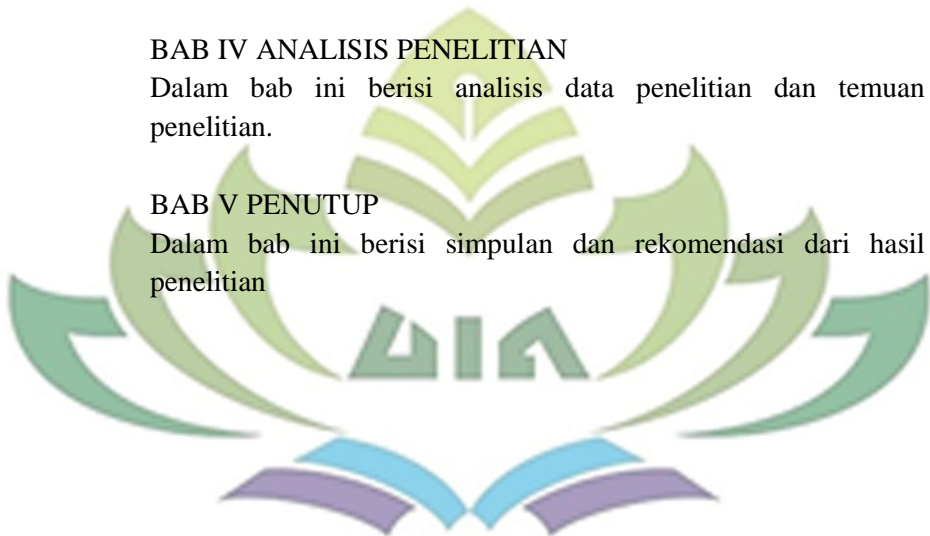 BAB IV ANALISIS PENELITIAN
Dalam bab ini berisi analisis data penelitian dan temuan
penelitian.
BAB V PENUTUP
Dalam bab ini berisi simpulan dan rekomendasi dari hasil
penelitian
UIN